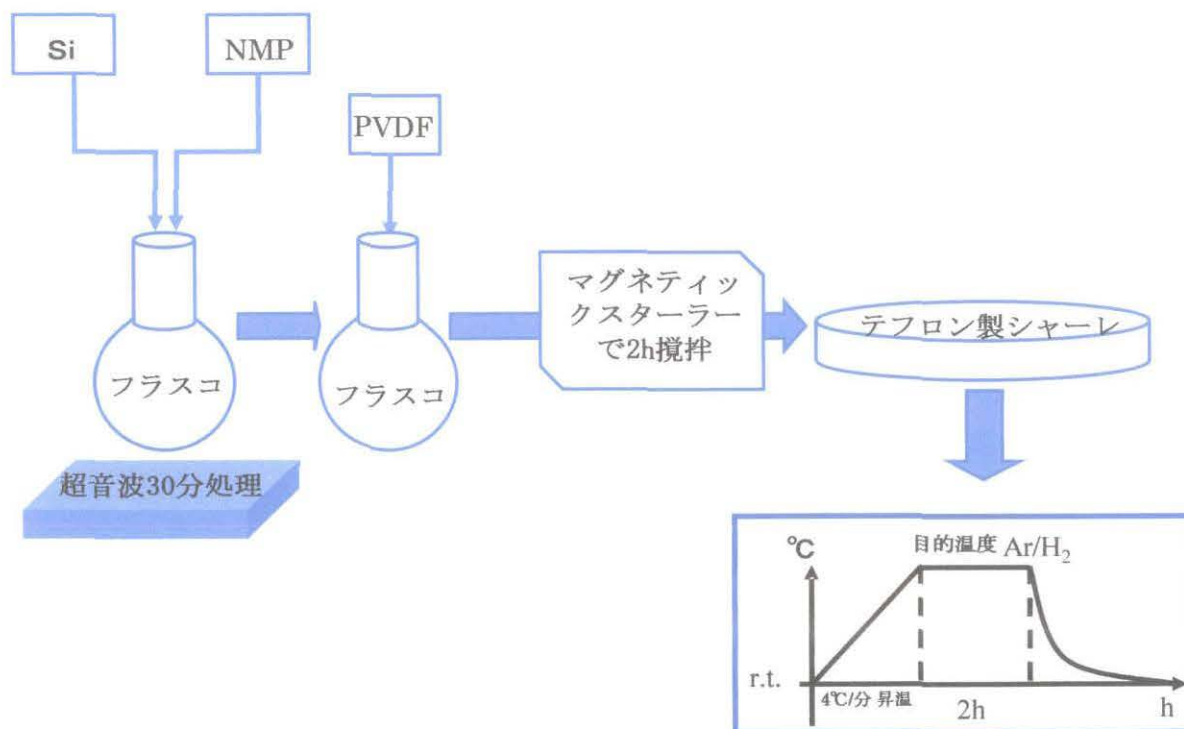 Si
NMP
PVDF
フラスコ
フラスコ
マグネティッ
クスターラー
で2h攪拌
テフロン製シャーレ
超音波30分処理
℃
目的温度 Ar/H₂
r.t.
4℃/分 昇温
2h
h